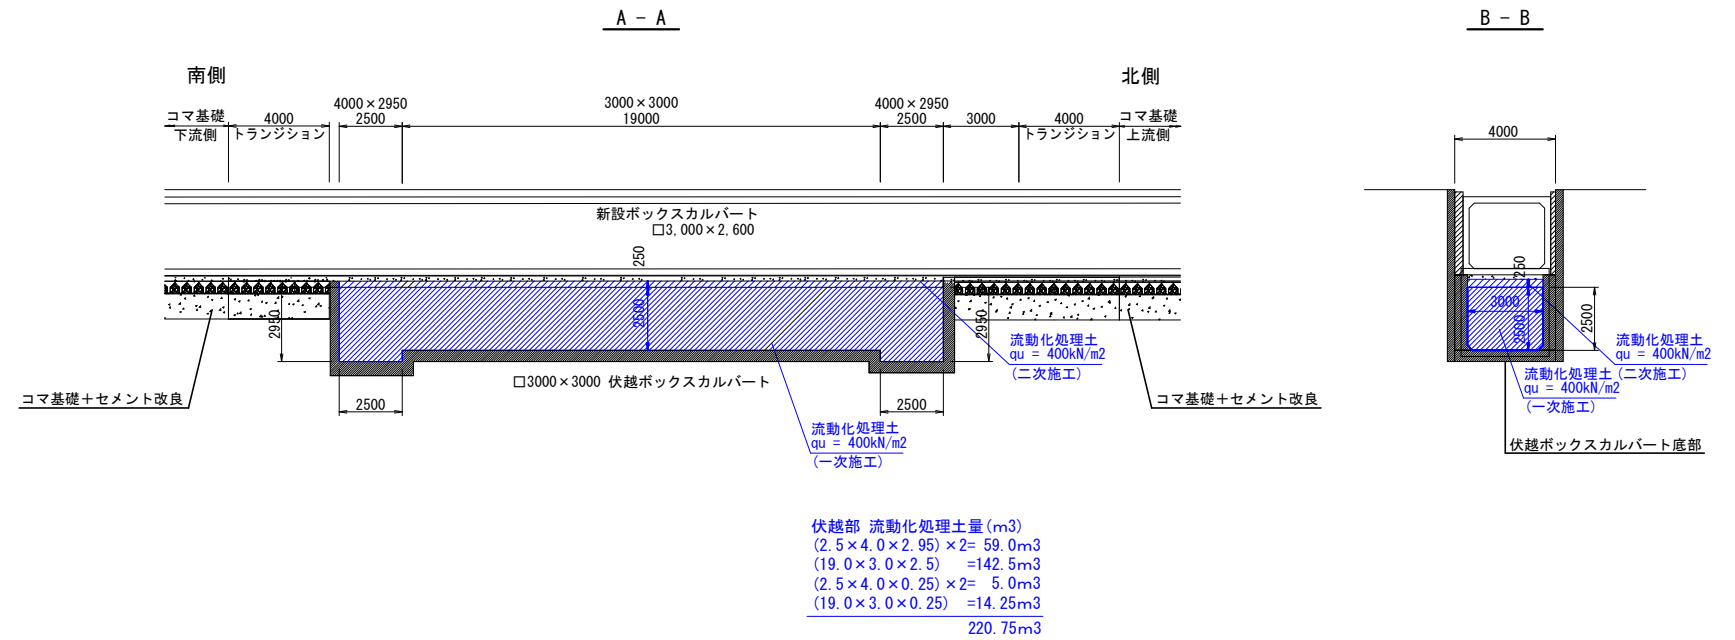 A － A
B － B
南側
北側
4000×2950
3000×3000
4000×2950
コマ基礎
4000
2500
19000
2500
3000
4000
コマ基礎
下流側
トランジション
トランジション
上流側
4000
新設ボックスカルバート
□3,000×2,600
250
250
2950
2500
2950
3000
2500
2500
流動化処理土
qu = 400kN/m2
(二次施工)
流動化処理土
qu = 400kN/m2
(二次施工)
流動化処理土
qu = 400kN/m2
(一次施工)
□3000×3000 伏越ボックスカルバート
コマ基礎＋セメント改良
2500
2500
コマ基礎＋セメント改良
流動化処理土
qu = 400kN/m2
(一次施工)
伏越ボックスカルバート底部
伏越部 流動化処理土量(m3)
(2.5×4.0×2.95)×2= 59.0m3
(19.0×3.0×2.5) =142.5m3
(2.5×4.0×0.25)×2= 5.0m3
(19.0×3.0×0.25) =14.25m3
220.75m3